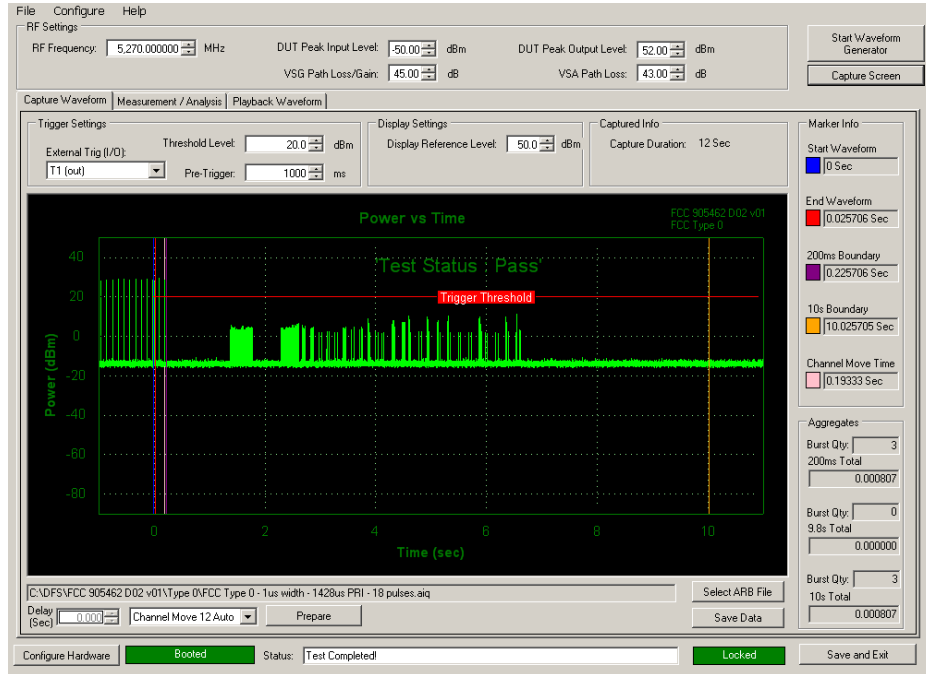 File Configure Help
RF Settings
RF Frequency: 5,270.000000 MHz DUT Peak Input Level: -50.00 dBm DUT Peak Output Level: 52.00 dBm
VSG Path Loss/Gain: 45.00 dB VSA Path Loss: 43.00 dB
Start Waveform
Generator
Capture Screen
Capture Waveform Measurement / Analysis Playback Waveform
Trigger Settings
External Trig (I/O):
T1 (out)
Threshold Level: 20.0 dBm
Pre-Trigger: 1000 ms
Display Settings
Display Reference Level: 50.0 dBm
Captured Info
Capture Duration: 12 Sec
Power vs Time
FCC 905462 D02 v01
FCC Type 0
'Test Status : Pass'
Trigger Threshold
Power (dBm)
40
20
0
-20
-40
-60
-80
0 2 4 6 8 10
Time (sec)
Marker Info
Start Waveform
0 Sec
End Waveform
0.025706 Sec
200ms Boundary
0.225706 Sec
10s Boundary
10.025705 Sec
Channel Move Time
0.19333 Sec
Aggregates
Burst Qty: 3
200ms Total
0.000807
Burst Qty: 0
9.8s Total
0.000000
Burst Qty: 3
10s Total
0.000807
C:\DFS\FCC 905462 D02 v01\Type 0\FCC Type 0 - 1us width - 1428us PRI - 18 pulses.aiq
Select ARB File
Delay
(Sec) 0.000 Channel Move 12 Auto Prepare
Save Data
Configure Hardware Booted Status: Test Completed! Locked Save and Exit